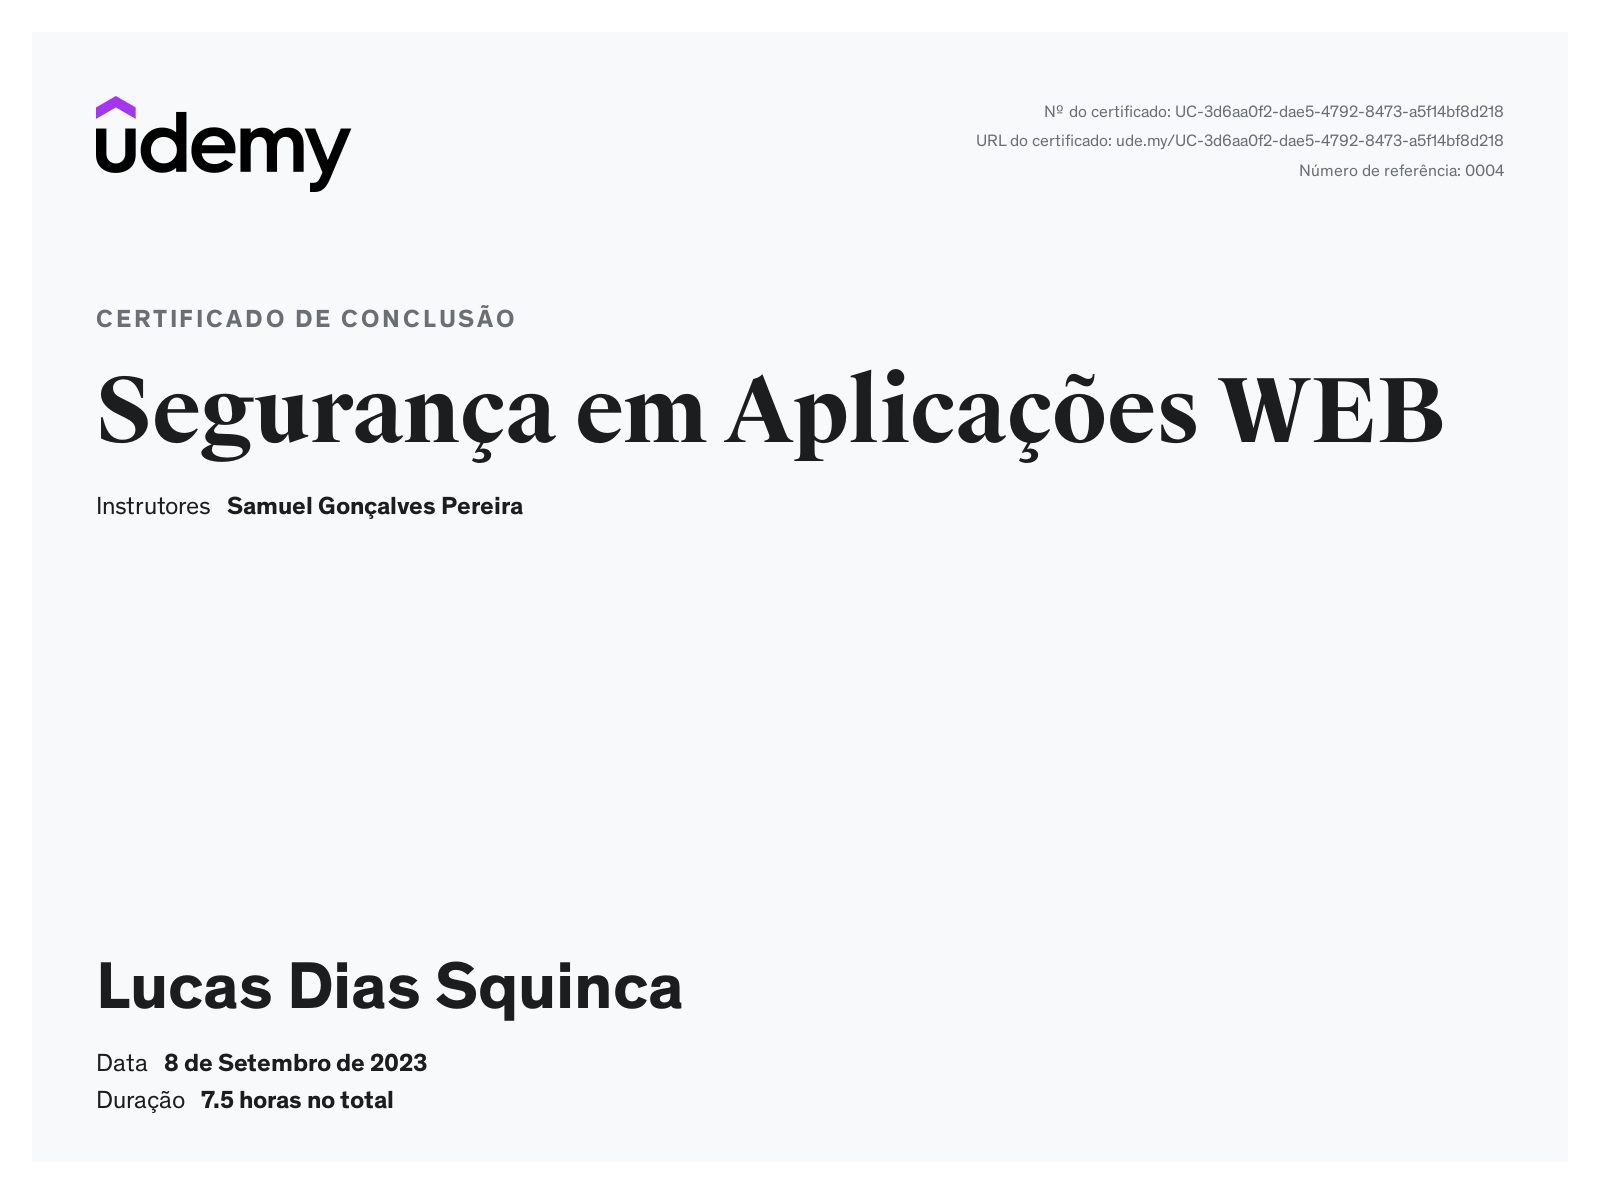 udemy
Nº do certificado: UC-3d6aa0f2-dae5-4792-8473-a5f14bf8d218
URL do certificado: ude.my/UC-3d6aa0f2-dae5-4792-8473-a5f14bf8d218
Número de referência: 0004
CERTIFICADO DE CONCLUSÃO
Segurança em Aplicações WEB
Instrutores Samuel Gonçalves Pereira
Lucas Dias Squinca
Data 8 de Setembro de 2023
Duração 7.5 horas no total